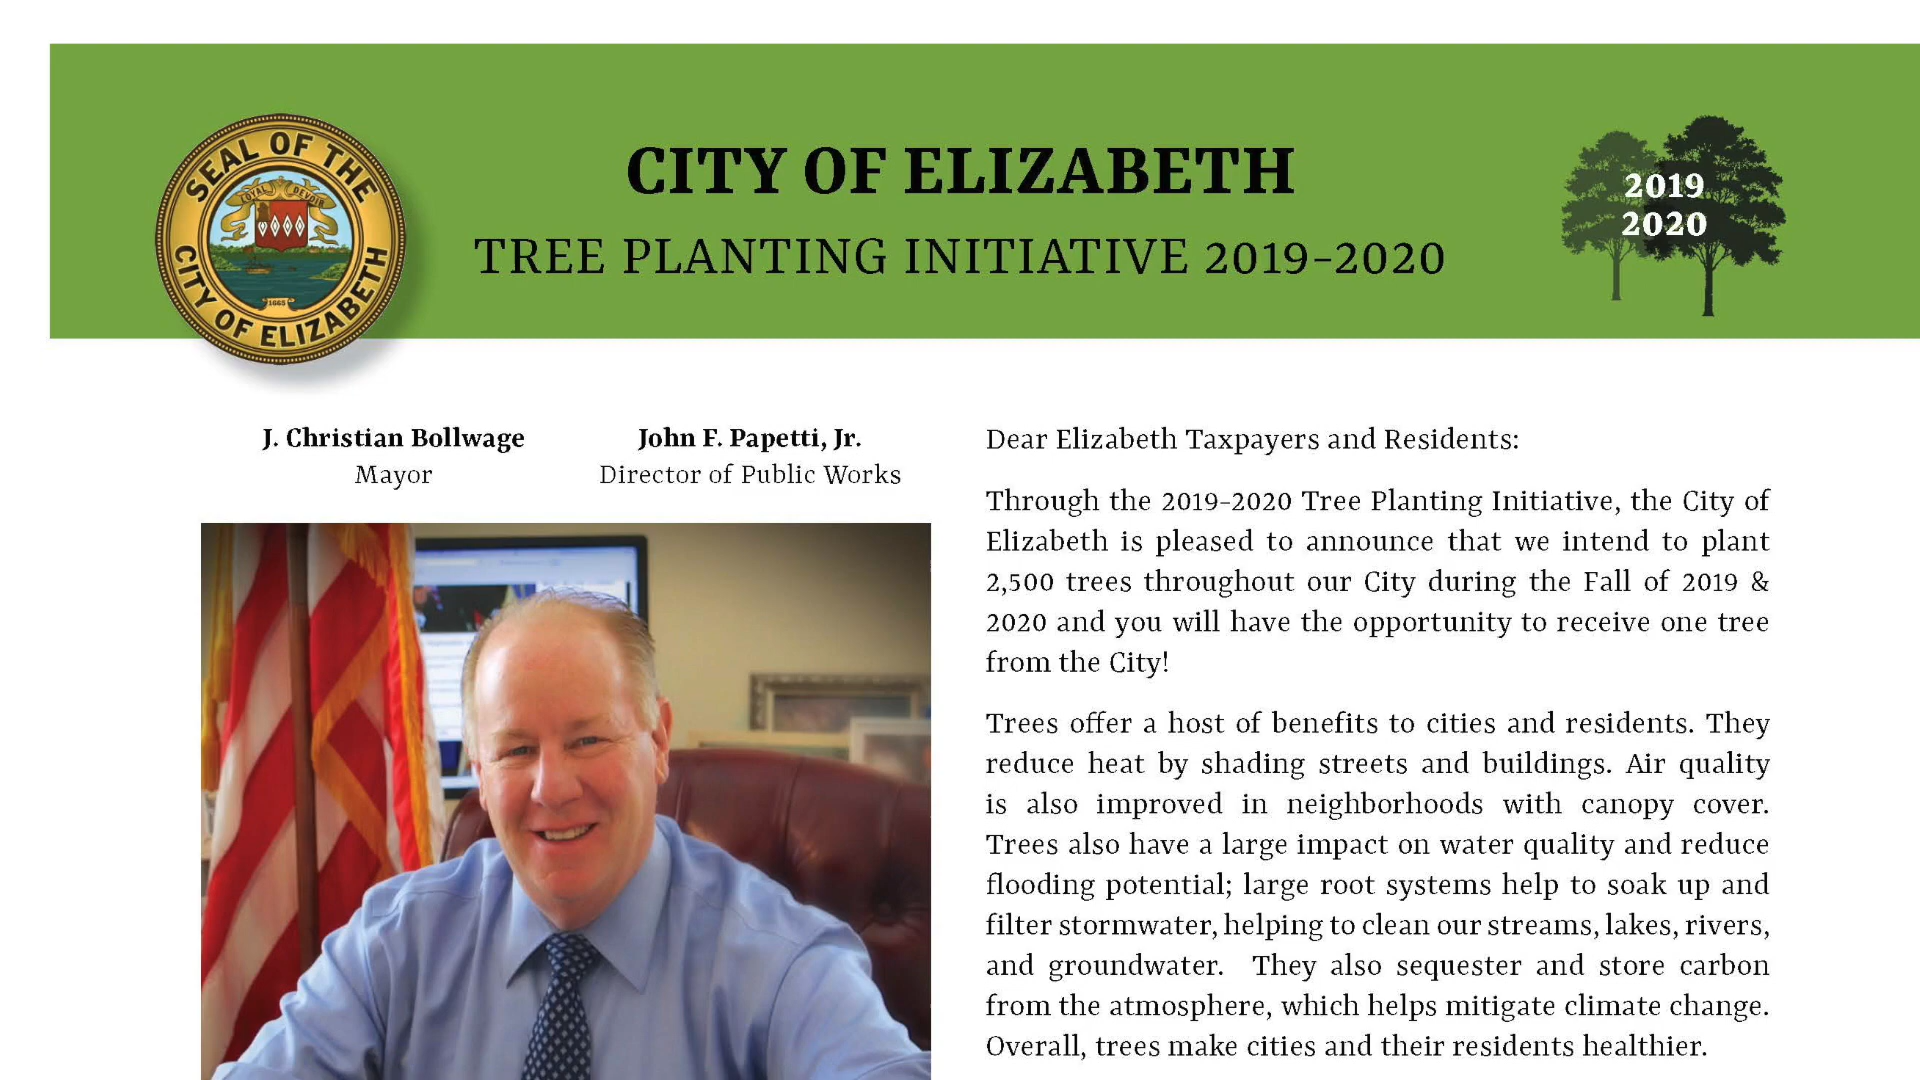 SEAL OF THE
CITY OF ELIZABETH
LOYAL DEVOIR
1665
CITY OF ELIZABETH
TREE PLANTING INITIATIVE 2019-2020
2019
2020
J. Christian Bollwage
Mayor
John F. Papetti, Jr.
Director of Public Works
Dear Elizabeth Taxpayers and Residents:
Through the 2019-2020 Tree Planting Initiative, the City of
Elizabeth is pleased to announce that we intend to plant
2,500 trees throughout our City during the Fall of 2019 &
2020 and you will have the opportunity to receive one tree
from the City!
Trees offer a host of benefits to cities and residents. They
reduce heat by shading streets and buildings. Air quality
is also improved in neighborhoods with canopy cover.
Trees also have a large impact on water quality and reduce
flooding potential; large root systems help to soak up and
filter stormwater, helping to clean our streams, lakes, rivers,
and groundwater. They also sequester and store carbon
from the atmosphere, which helps mitigate climate change.
Overall, trees make cities and their residents healthier.